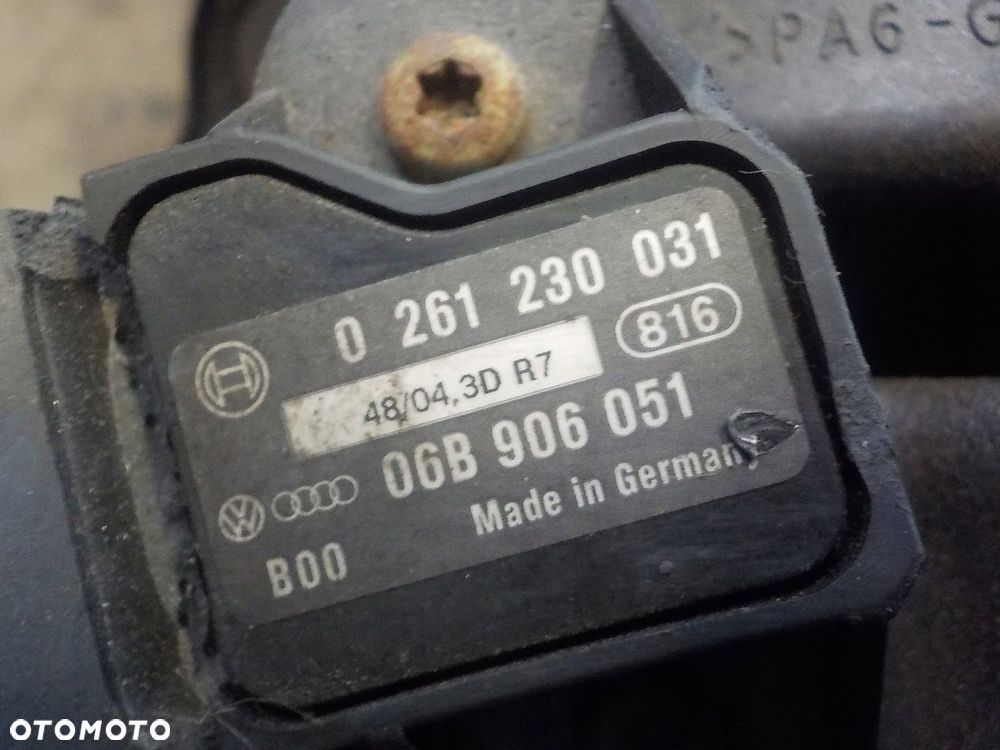 >PA6-G
0 261 230 031
816
48/04,3D R7
06B 906 051
Made in Germany
B00
OTOMOTO